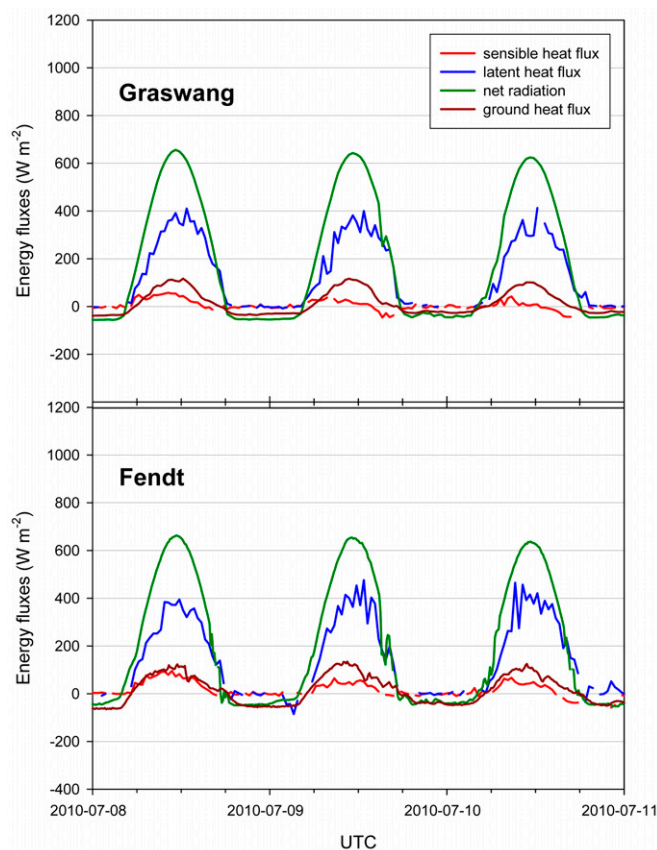 1200
1000
800
600
400
200
0
-200
Energy fluxes (W m-2)
Graswang
sensible heat flux
latent heat flux
net radiation
ground heat flux
1200
1000
800
600
400
200
0
-200
-400
Energy fluxes (W m-2)
Fendt
2010-07-08 2010-07-09 2010-07-10 2010-07-11
UTC